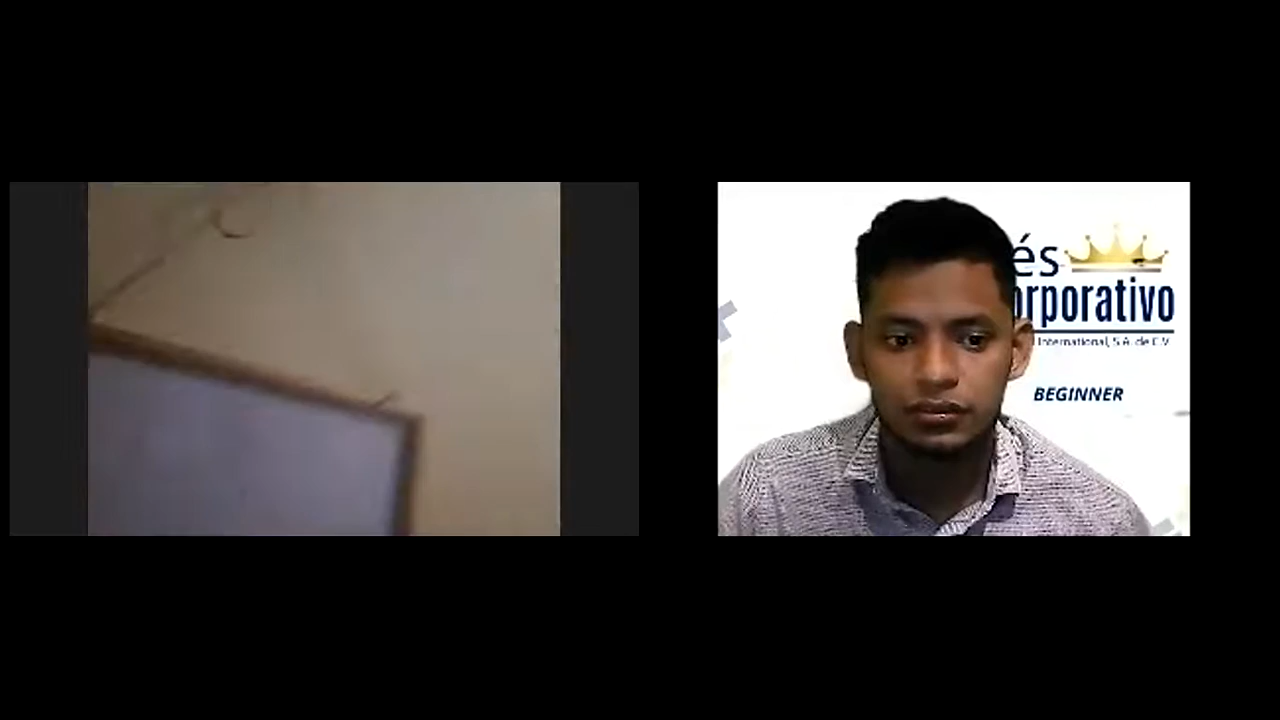 és
orporativo
International, S.A. de C.V.
BEGINNER